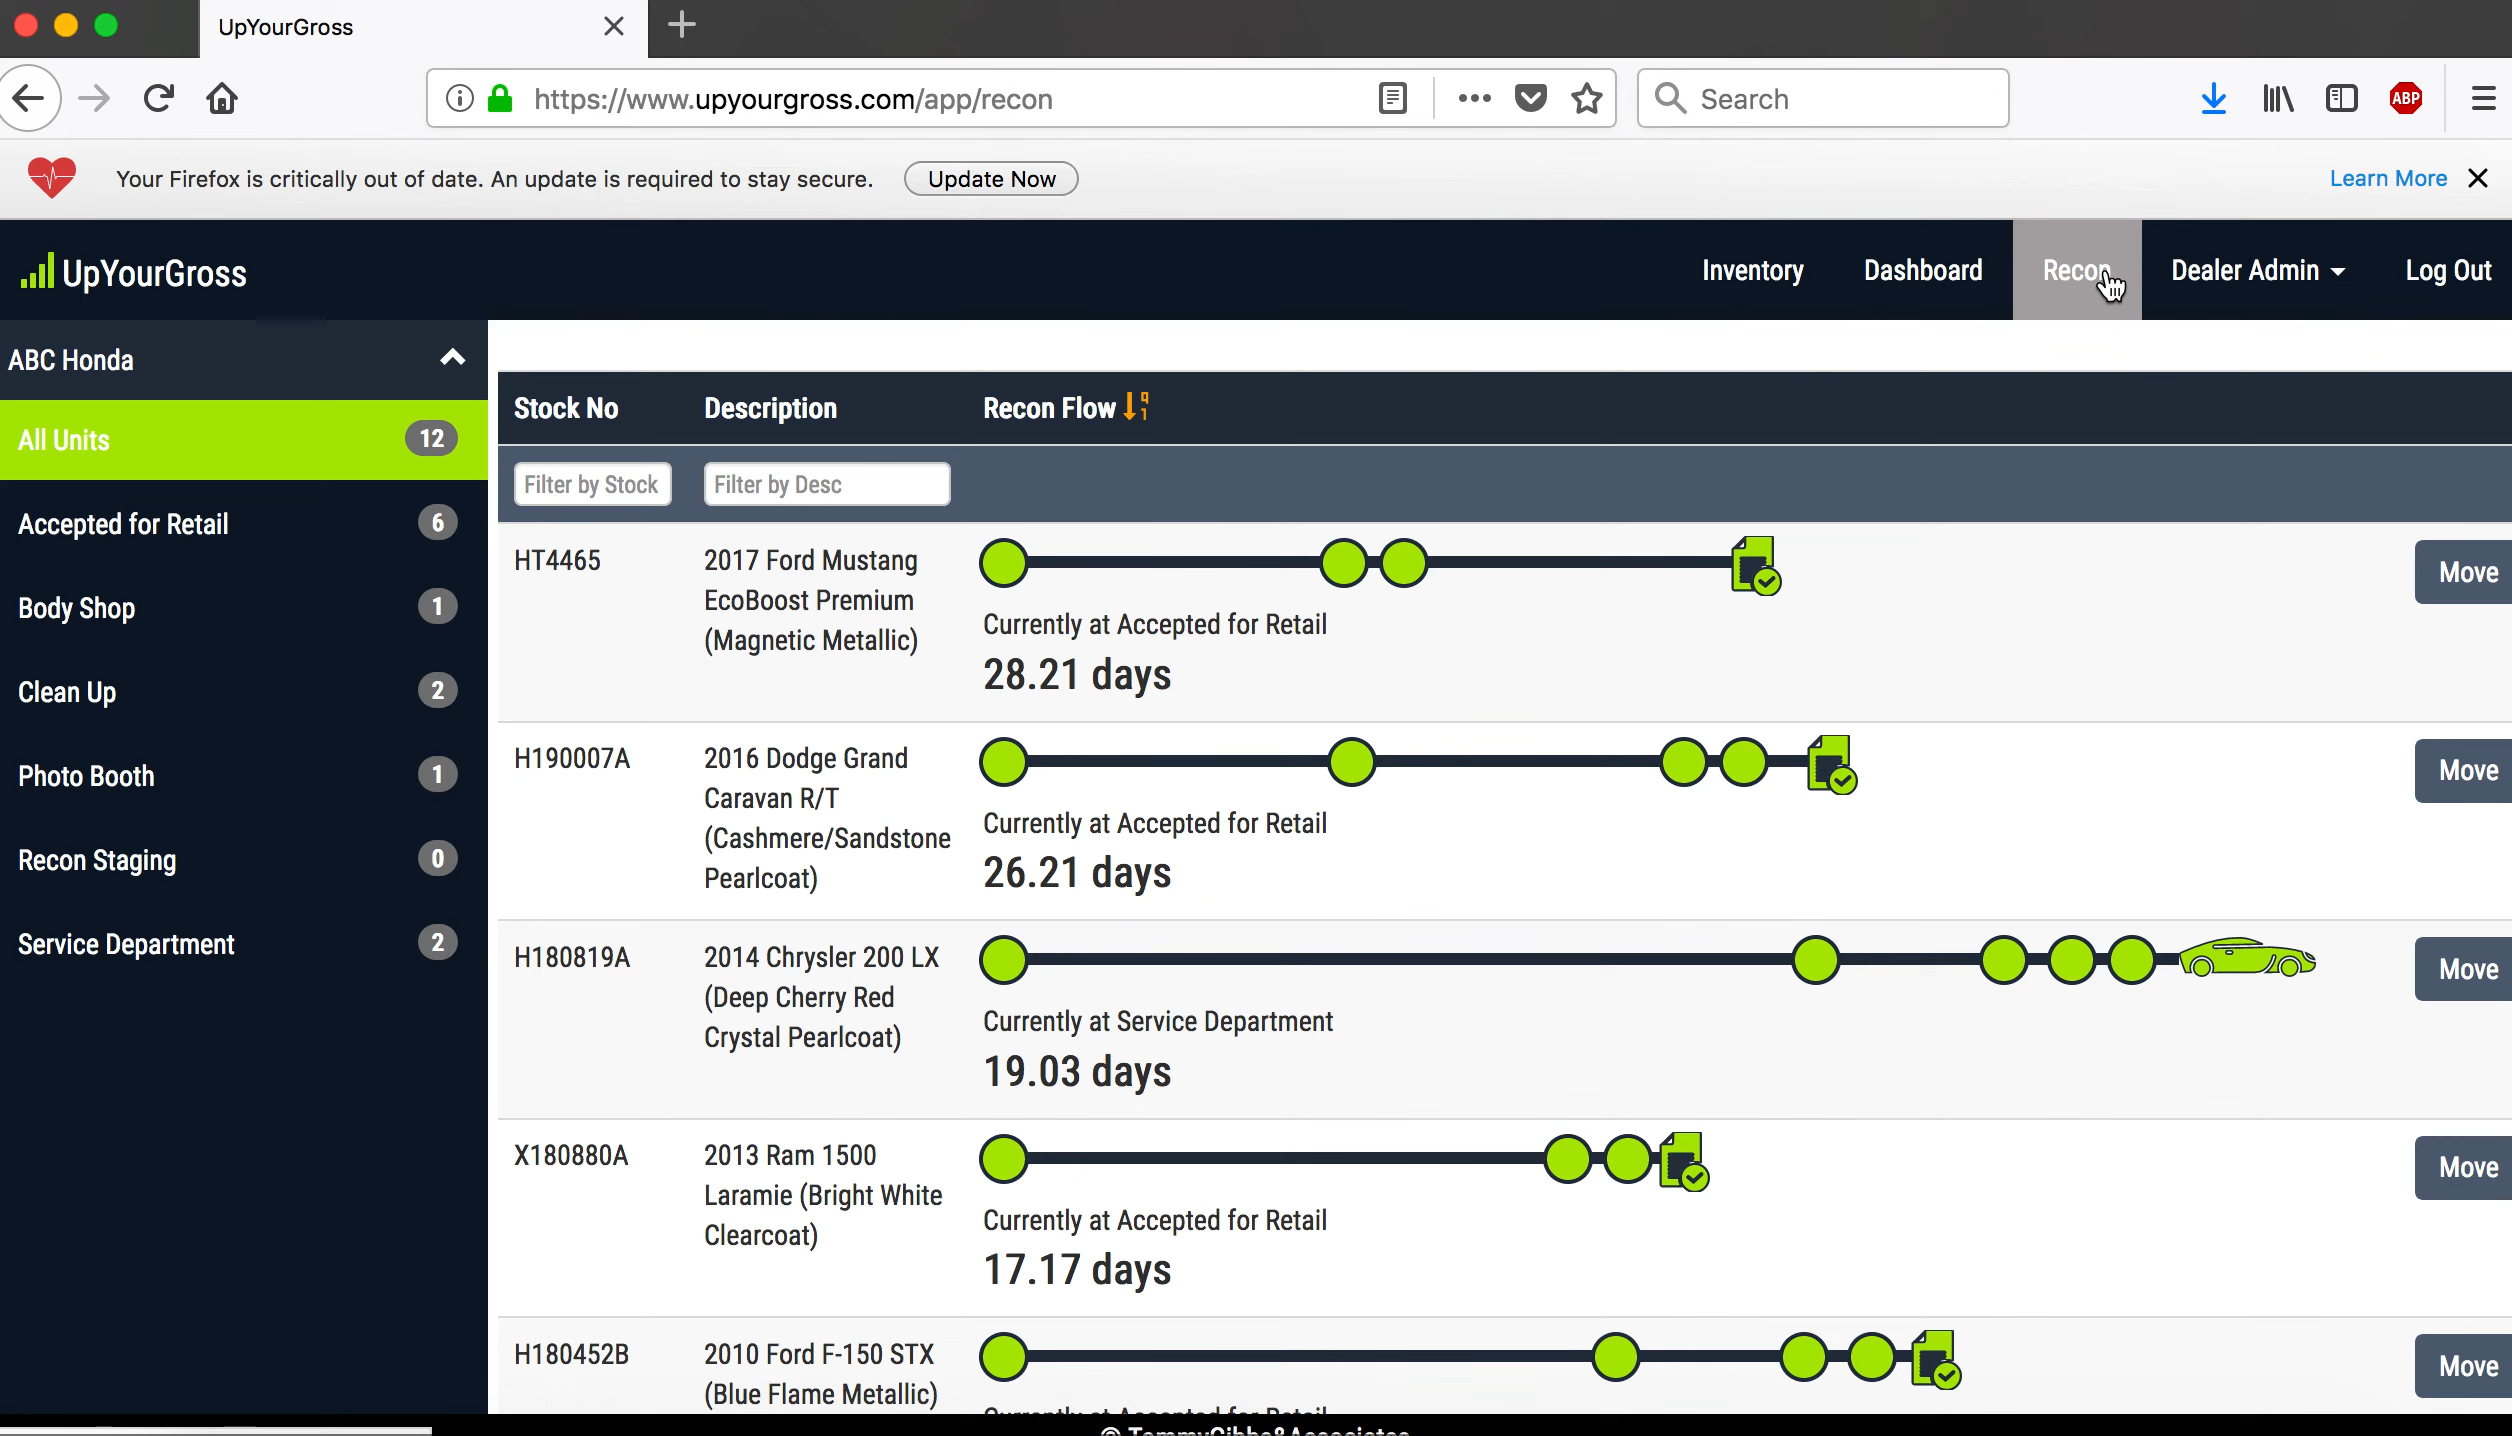 UpYourGross
https://www.upyourgross.com/app/recon
Search
ABP
Your Firefox is critically out of date. An update is required to stay secure.
Update Now
Learn More
UpYourGross
Inventory
Dashboard
Recon
Dealer Admin
Log Out
ABC Honda
All Units 12
Accepted for Retail 6
Body Shop 1
Clean Up 2
Photo Booth 1
Recon Staging 0
Service Department 2
Stock No Description Recon Flow
Filter by Stock Filter by Desc
HT4465
2017 Ford Mustang
EcoBoost Premium
(Magnetic Metallic)
Currently at Accepted for Retail
28.21 days
Move
H190007A
2016 Dodge Grand
Caravan R/T
(Cashmere/Sandstone
Pearlcoat)
Currently at Accepted for Retail
26.21 days
Move
H180819A
2014 Chrysler 200 LX
(Deep Cherry Red
Crystal Pearlcoat)
Currently at Service Department
19.03 days
Move
X180880A
2013 Ram 1500
Laramie (Bright White
Clearcoat)
Currently at Accepted for Retail
17.17 days
Move
H180452B
2010 Ford F-150 STX
(Blue Flame Metallic)
Currently at Accepted for Retail
Move
© TommyGibbs&Associates